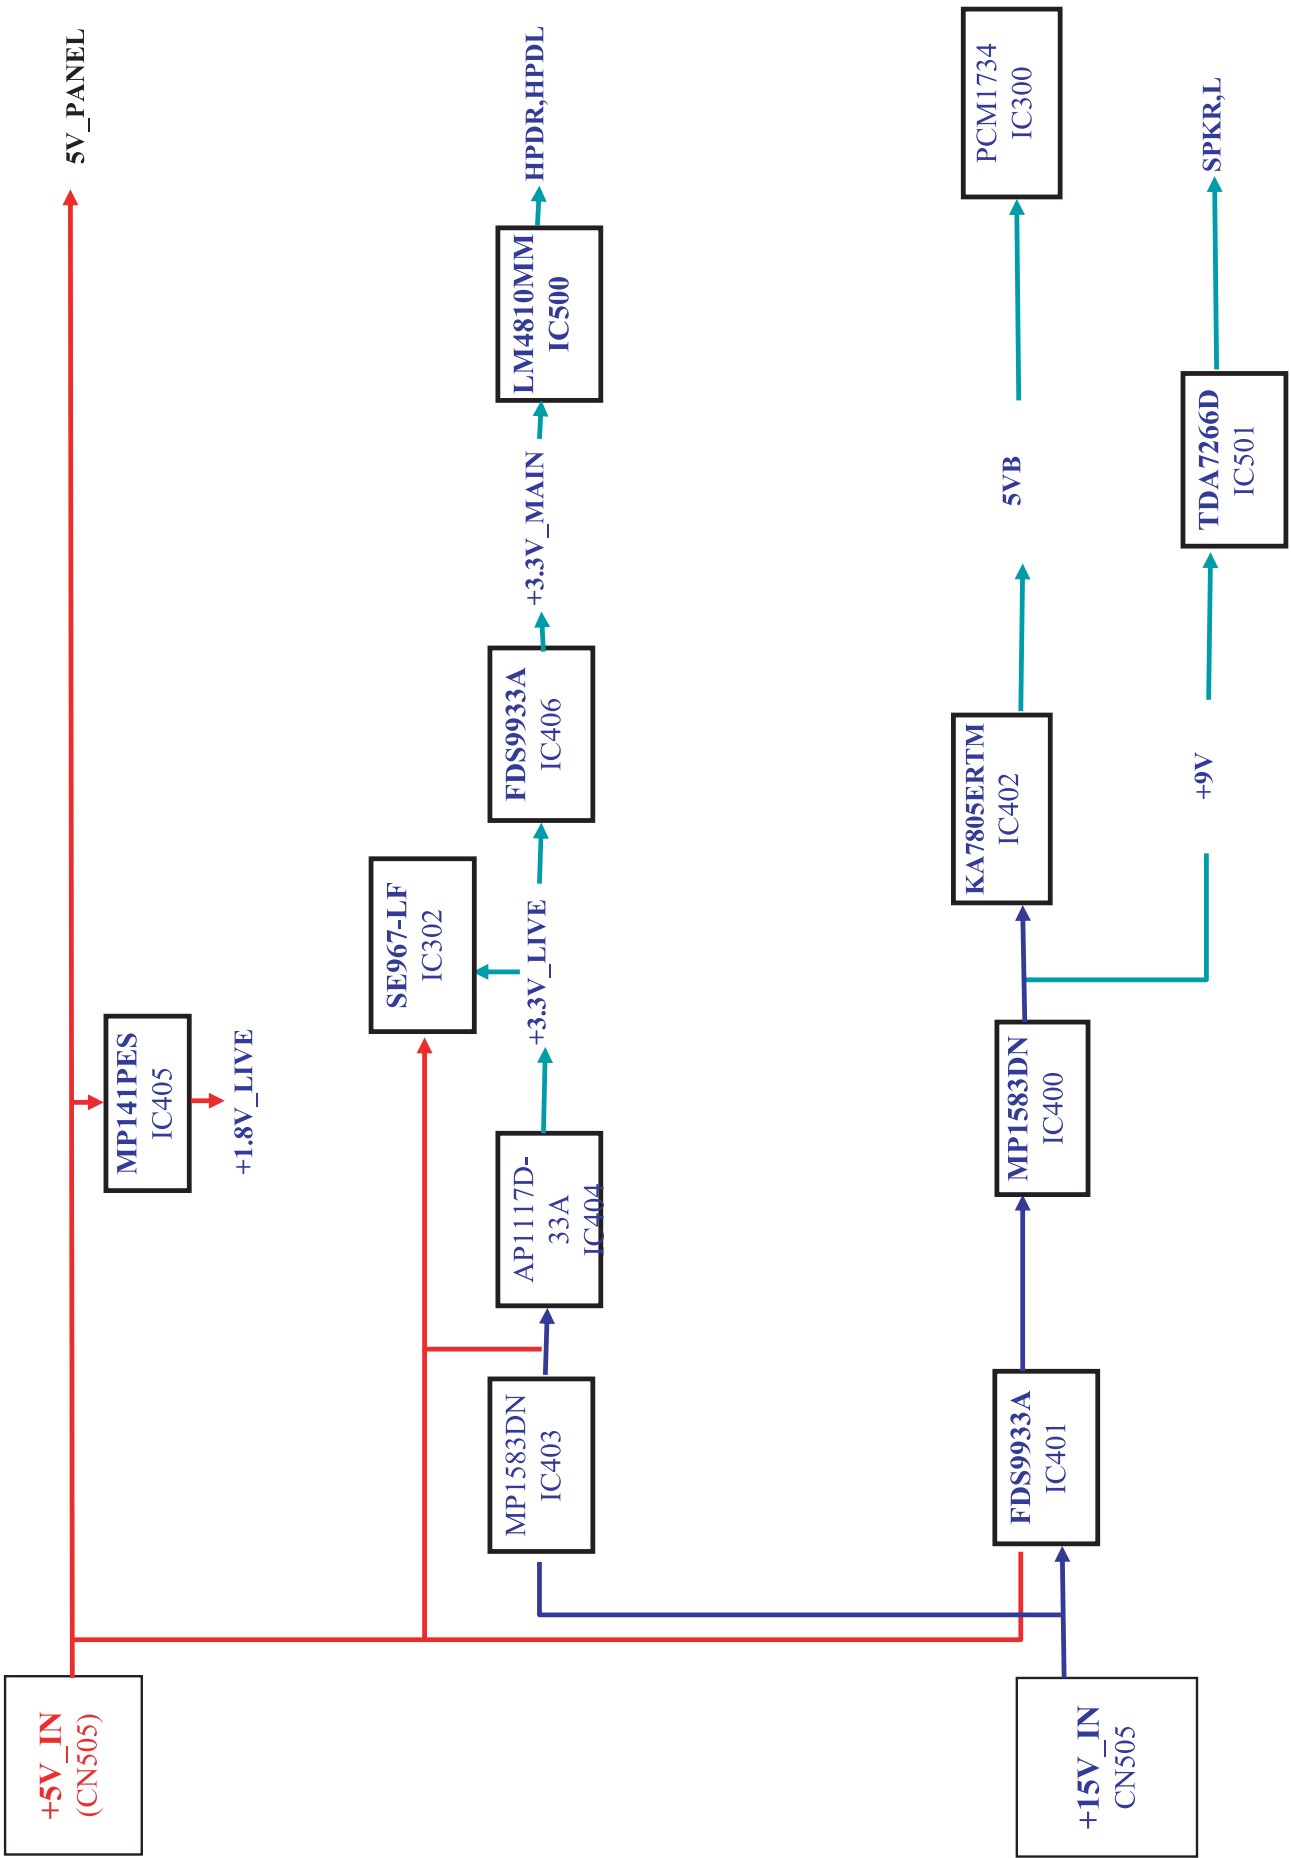 +5V_IN
(CN505)
5V_PANEL
MP141PES
IC405
+1.8V_LIVE
SE967-LF
IC302
MP1583DN
IC403
AP1117D-
33A
IC404
+3.3V_LIVE
FDS9933A
IC406
+3.3V_MAIN
LM4810MM
IC500
HPDR,HPDL
+15V_IN
CN505
FDS9933A
IC401
MP1583DN
IC400
KA7805ERTM
IC402
5VB
PCM1734
IC300
+9V
TDA7266D
IC501
SPKR,L